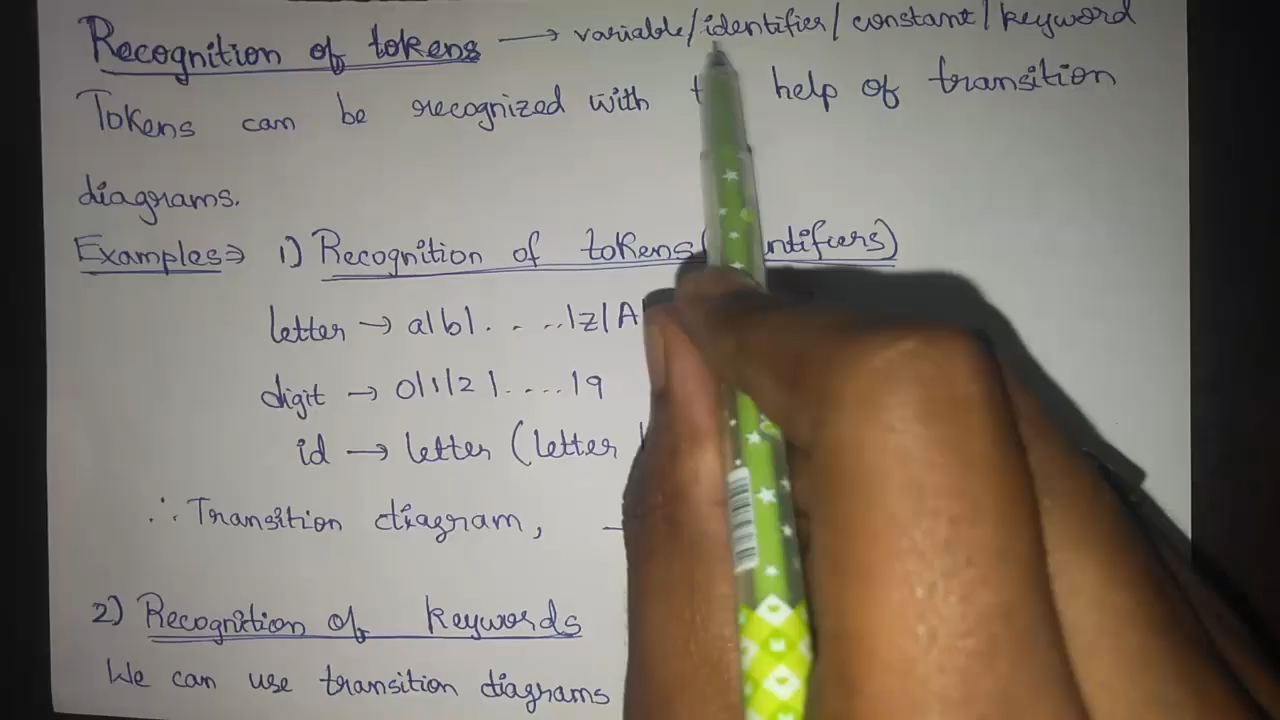 Recognition of tokens → variable/identifier/constant/keyword
Tokens can be recognized with help of transition
diagrams.
Examples⇒ 1) Recognition of tokens(
letter → a|b|.....|z|A|
digit → 0|1|2|.....|9
id → letter (letter
∴ Transition diagram,
2) Recognition of keywords
We can use transition diagrams